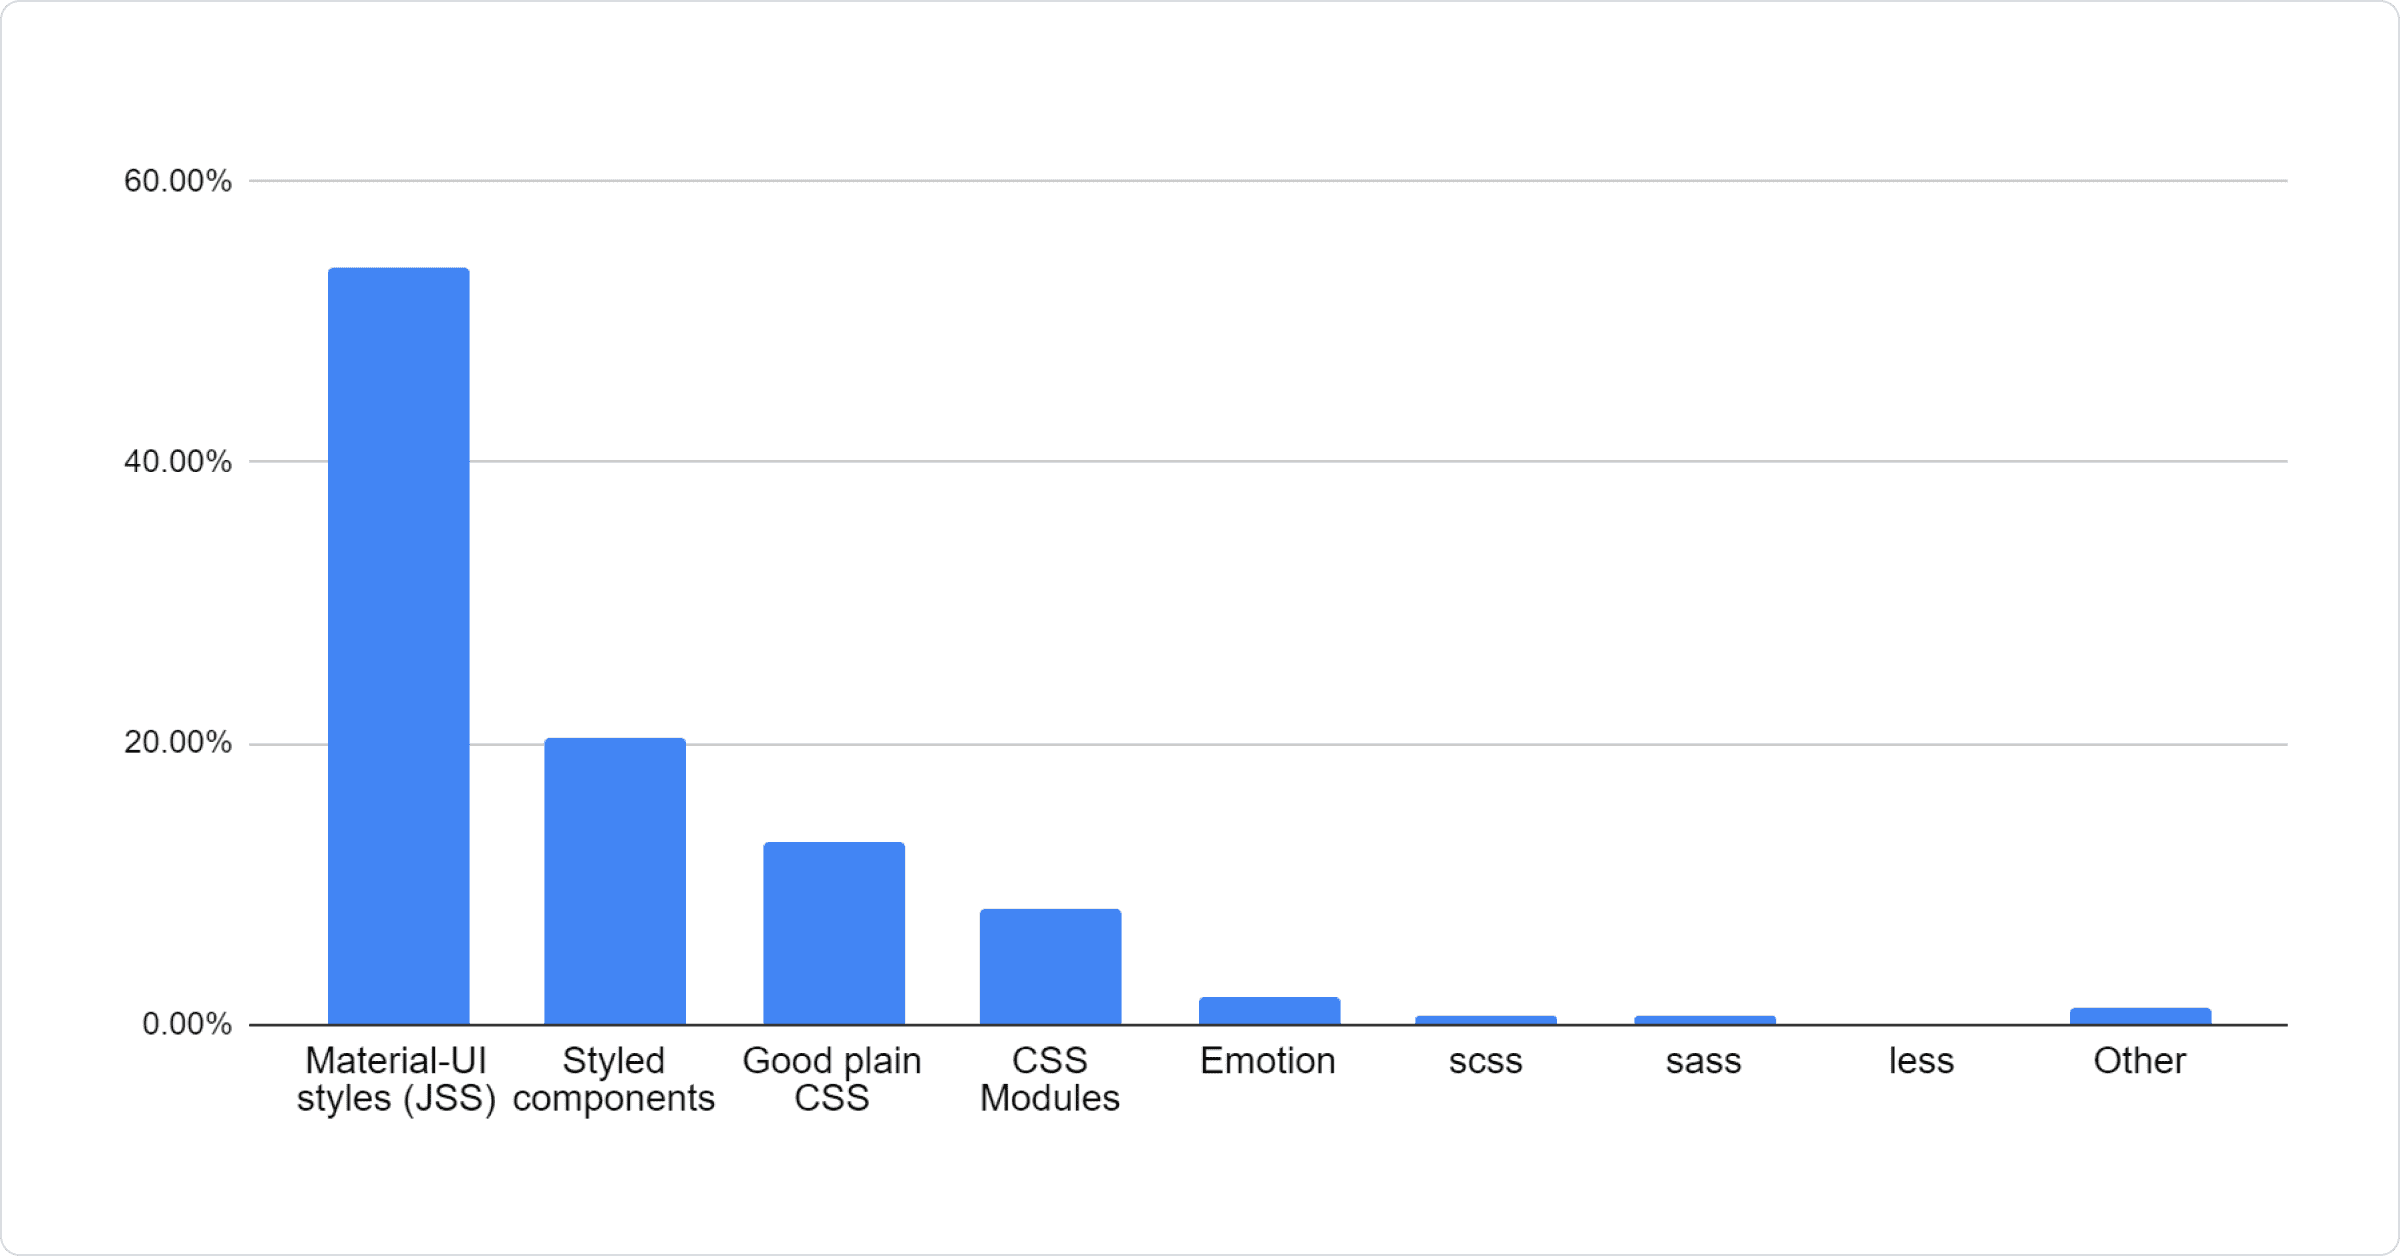 60.00%
40.00%
20.00%
0.00%
Material-UI
styles (JSS)
Styled
components
Good plain
CSS
CSS
Modules
Emotion
scss
sass
less
Other